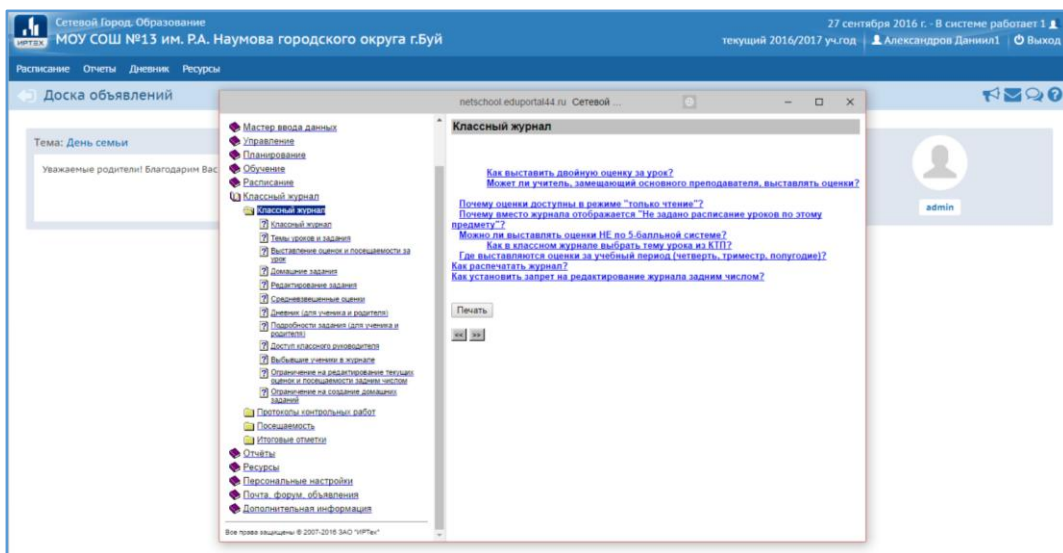 Сетевой Город. Образование
МОУ СОШ №13 им. Р.А. Наумова городского округа г.Буй
ИРТЕХ
27 сентября 2016 г. - В системе работает 1
текущий 2016/2017 уч.год
Александров Даниил1
Выход
Расписание Отчеты Дневник Ресурсы
Доска объявлений
Тема: День семьи
Уважаемые родители! Благодарим Вас
admin
netschool.eduportal44.ru Сетевой ...
Мастер ввода данных
Управление
Планирование
Обучение
Расписание
Классный журнал
Классный журнал
Классный журнал
Темы уроков и задания
Выставление оценок и посещаемости за
урок
Домашние задания
Редактирование задания
Средневзвешенные оценки
Дневник (для ученика и родителя)
Подробности задания (для ученика и
родителя)
Доступ классного руководителя
Выбывшие ученики в журнале
Ограничение на редактирование текущих
оценок и посещаемости задним числом
Ограничение на создание домашних
заданий
Протоколы контрольных работ
Посещаемость
Итоговые отметки
Отчёты
Ресурсы
Персональные настройки
Почта, форум, объявления
Дополнительная информация
Все права защищены © 2007-2016 ЗАО "ИРТех"
Классный журнал
Как выставить двойную оценку за урок?
Может ли учитель, замещающий основного преподавателя, выставлять оценки?
Почему оценки доступны в режиме "только чтение"?
Почему вместо журнала отображается "Не задано расписание уроков по этому
предмету"?
Можно ли выставлять оценки НЕ по 5-балльной системе?
Как в классном журнале выбрать тему урока из КТП?
Где выставляются оценки за учебный период (четверть, триместр, полугодие)?
Как распечатать журнал?
Как установить запрет на редактирование журнала задним числом?
Печать
<< >>